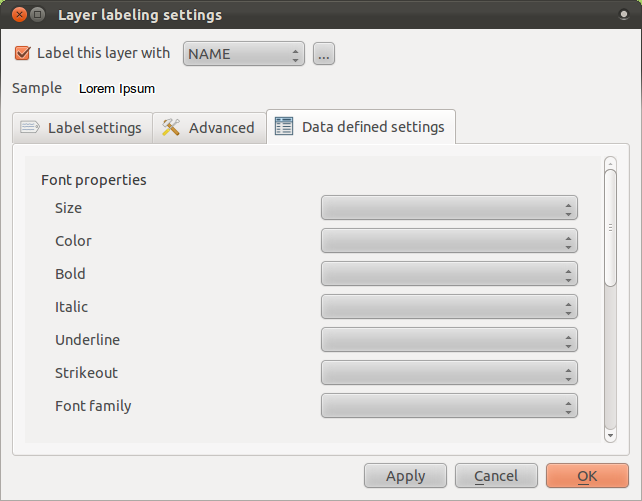 Layer labeling settings
Label this layer with NAME ...
Sample Lorem Ipsum
Label settings Advanced Data defined settings
Font properties
Size
Color
Bold
Italic
Underline
Strikeout
Font family
Apply Cancel OK